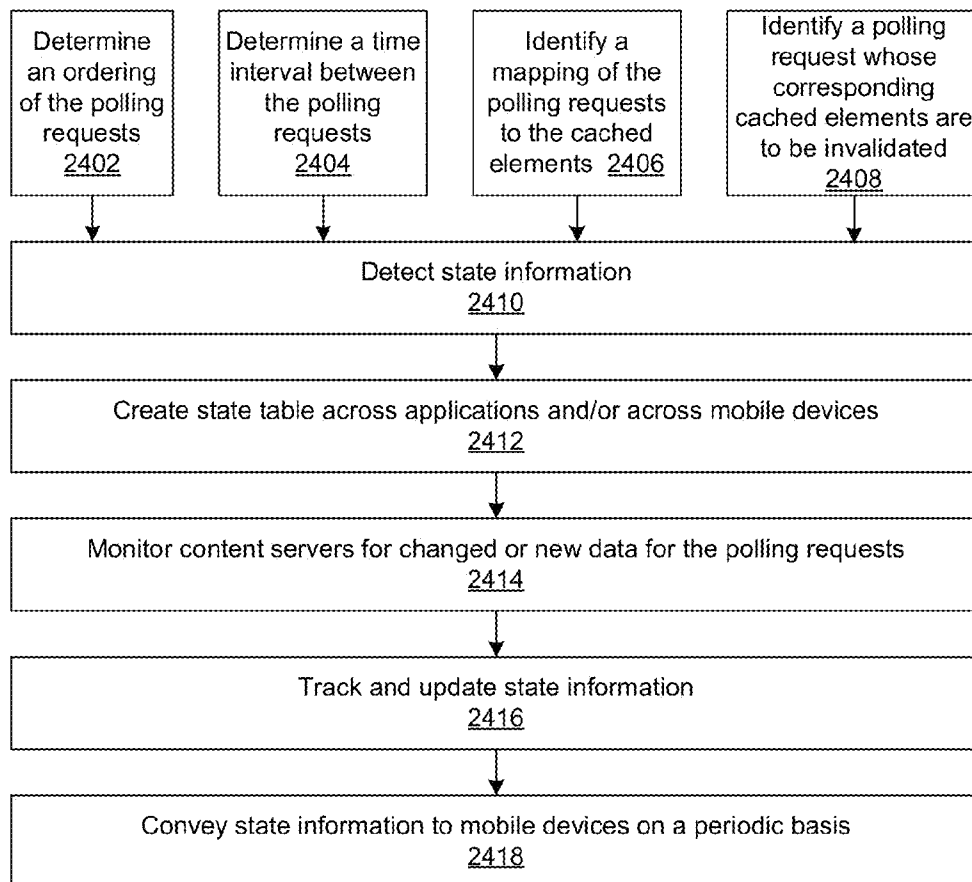 Determine
an ordering
of the polling
requests
2402
Determine a time
interval between
the polling
requests
2404
Identify a
mapping of the
polling requests
to the cached
elements 2406
Identify a polling
request whose
corresponding
cached elements are
to be invalidated
2408
Detect state information
2410
Create state table across applications and/or across mobile devices
2412
Monitor content servers for changed or new data for the polling requests
2414
Track and update state information
2416
Convey state information to mobile devices on a periodic basis
2418